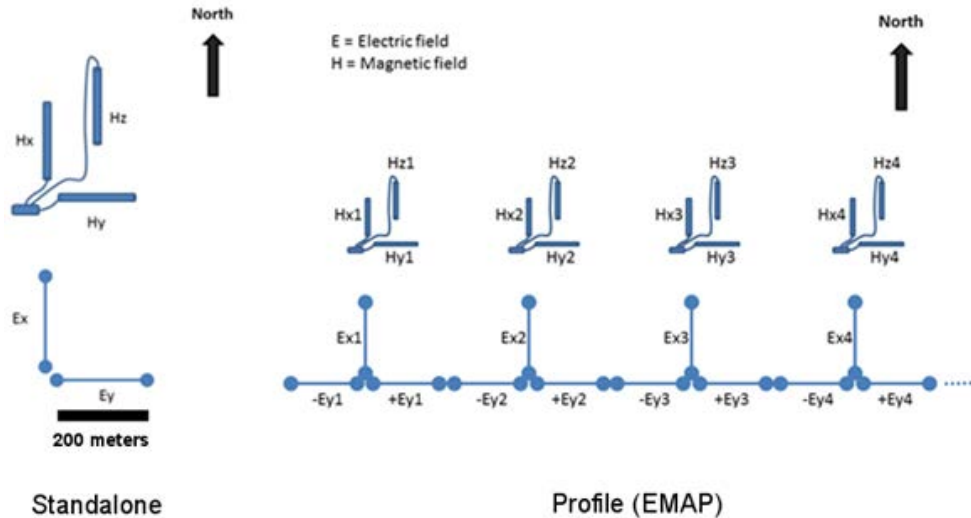 North
North
E = Electric field
H = Magnetic field
Hx
Hz
Hy
Hz1
Hz2
Hz3
Hz4
Hx1
Hx2
Hx3
Hx4
Hy1
Hy2
Hy3
Hy4
Ex
Ey
200 meters
Ex1
Ex2
Ex3
Ex4
-Ey1
+Ey1
-Ey2
+Ey2
-Ey3
+Ey3
-Ey4
+Ey4
Standalone
Profile (EMAP)